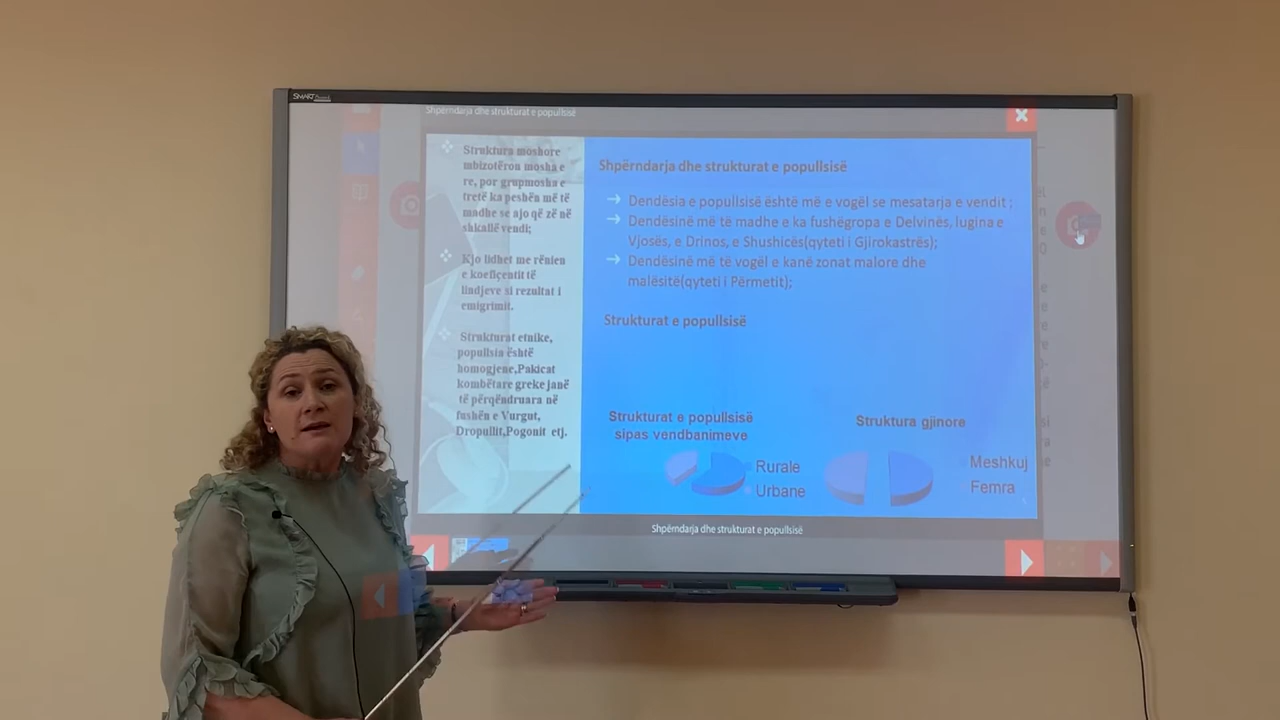 SMART
Shpërndarja dhe strukturat e popullsisë
Struktura moshore
mbizotëron mosha e
re, por grupmosha e
tretë ka peshën më të
madhe se ajo që zë në
shkallë vendi;
Kjo lidhet me rënien
e koefiçentit të
lindjeve si rezultat i
emigrimit.
Strukturat etnike,
popullsia është
homogjene,Pakicat
kombëtare greke janë
të përqëndruara në
fushën e Vurgut,
Dropullit,Pogonit etj.
Shpërndarja dhe strukturat e popullsisë
Dendësia e popullsisë është më e vogël se mesatarja e vendit ;
Dendësinë më të madhe e ka fushëgropa e Delvinës, lugina e
Vjosës, e Drinos, e Shushicës(qyteti i Gjirokastrës);
Dendësinë më të vogël e kanë zonat malore dhe
malësitë(qyteti i Përmetit);
Strukturat e popullsisë
Strukturat e popullsisë
sipas vendbanimeve
Rurale
Urbane
Struktura gjinore
Meshkuj
Femra
Shpërndarja dhe strukturat e popullsisë